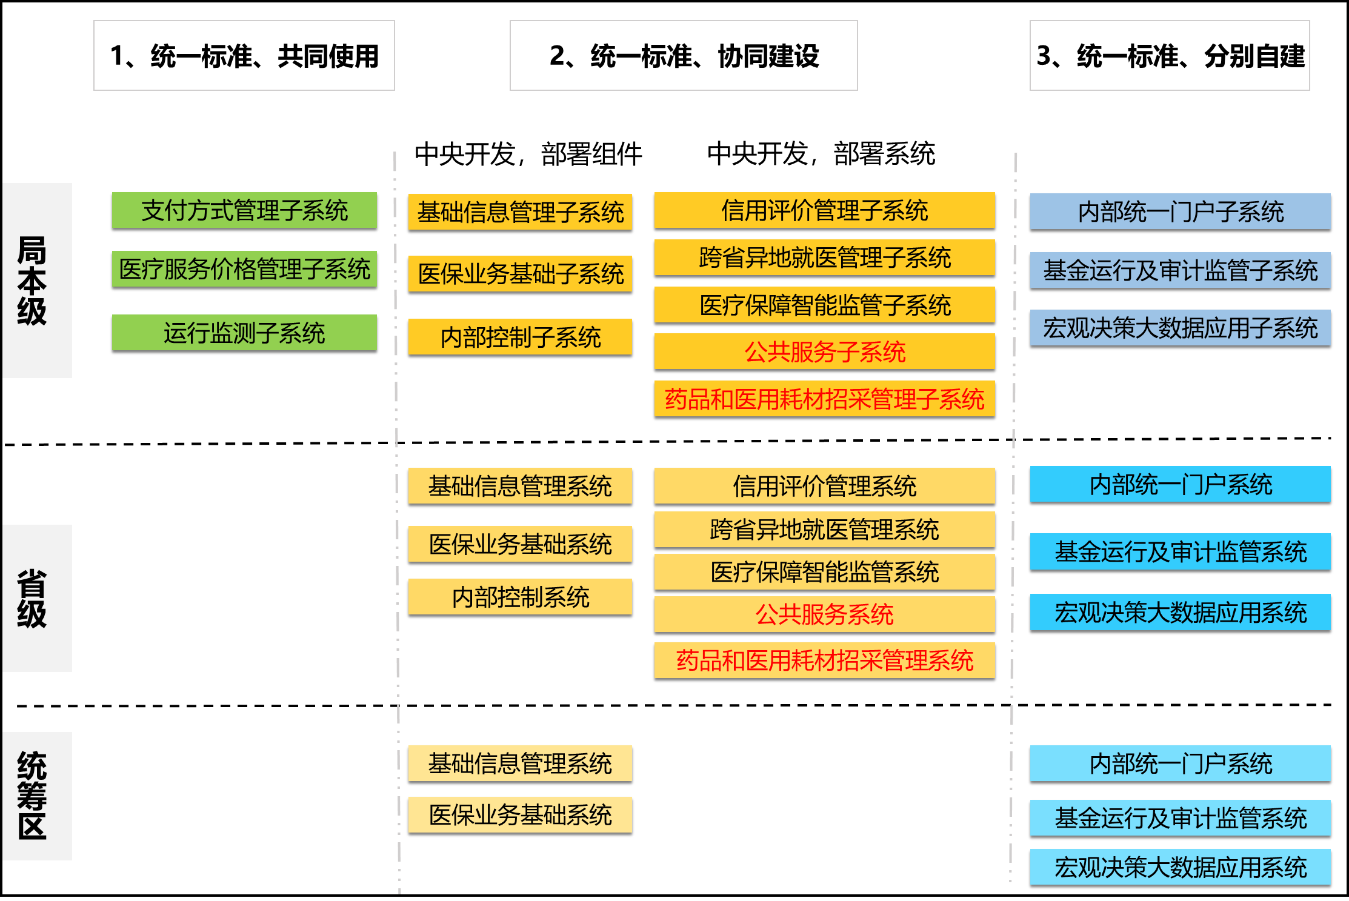 1、统一标准、共同使用
2、统一标准、协同建设
3、统一标准、分别自建
中央开发，部署组件
中央开发，部署系统
局本级
支付方式管理子系统
医疗服务价格管理子系统
运行监测子系统
基础信息管理子系统
医保业务基础子系统
内部控制子系统
信用评价管理子系统
跨省异地就医管理子系统
医疗保障智能监管子系统
公共服务子系统
药品和医用耗材招采管理子系统
内部统一门户子系统
基金运行及审计监管子系统
宏观决策大数据应用子系统
省级
基础信息管理系统
医保业务基础系统
内部控制系统
信用评价管理系统
跨省异地就医管理系统
医疗保障智能监管系统
公共服务系统
药品和医用耗材招采管理系统
内部统一门户系统
基金运行及审计监管系统
宏观决策大数据应用系统
统筹区
基础信息管理系统
医保业务基础系统
内部统一门户系统
基金运行及审计监管系统
宏观决策大数据应用系统